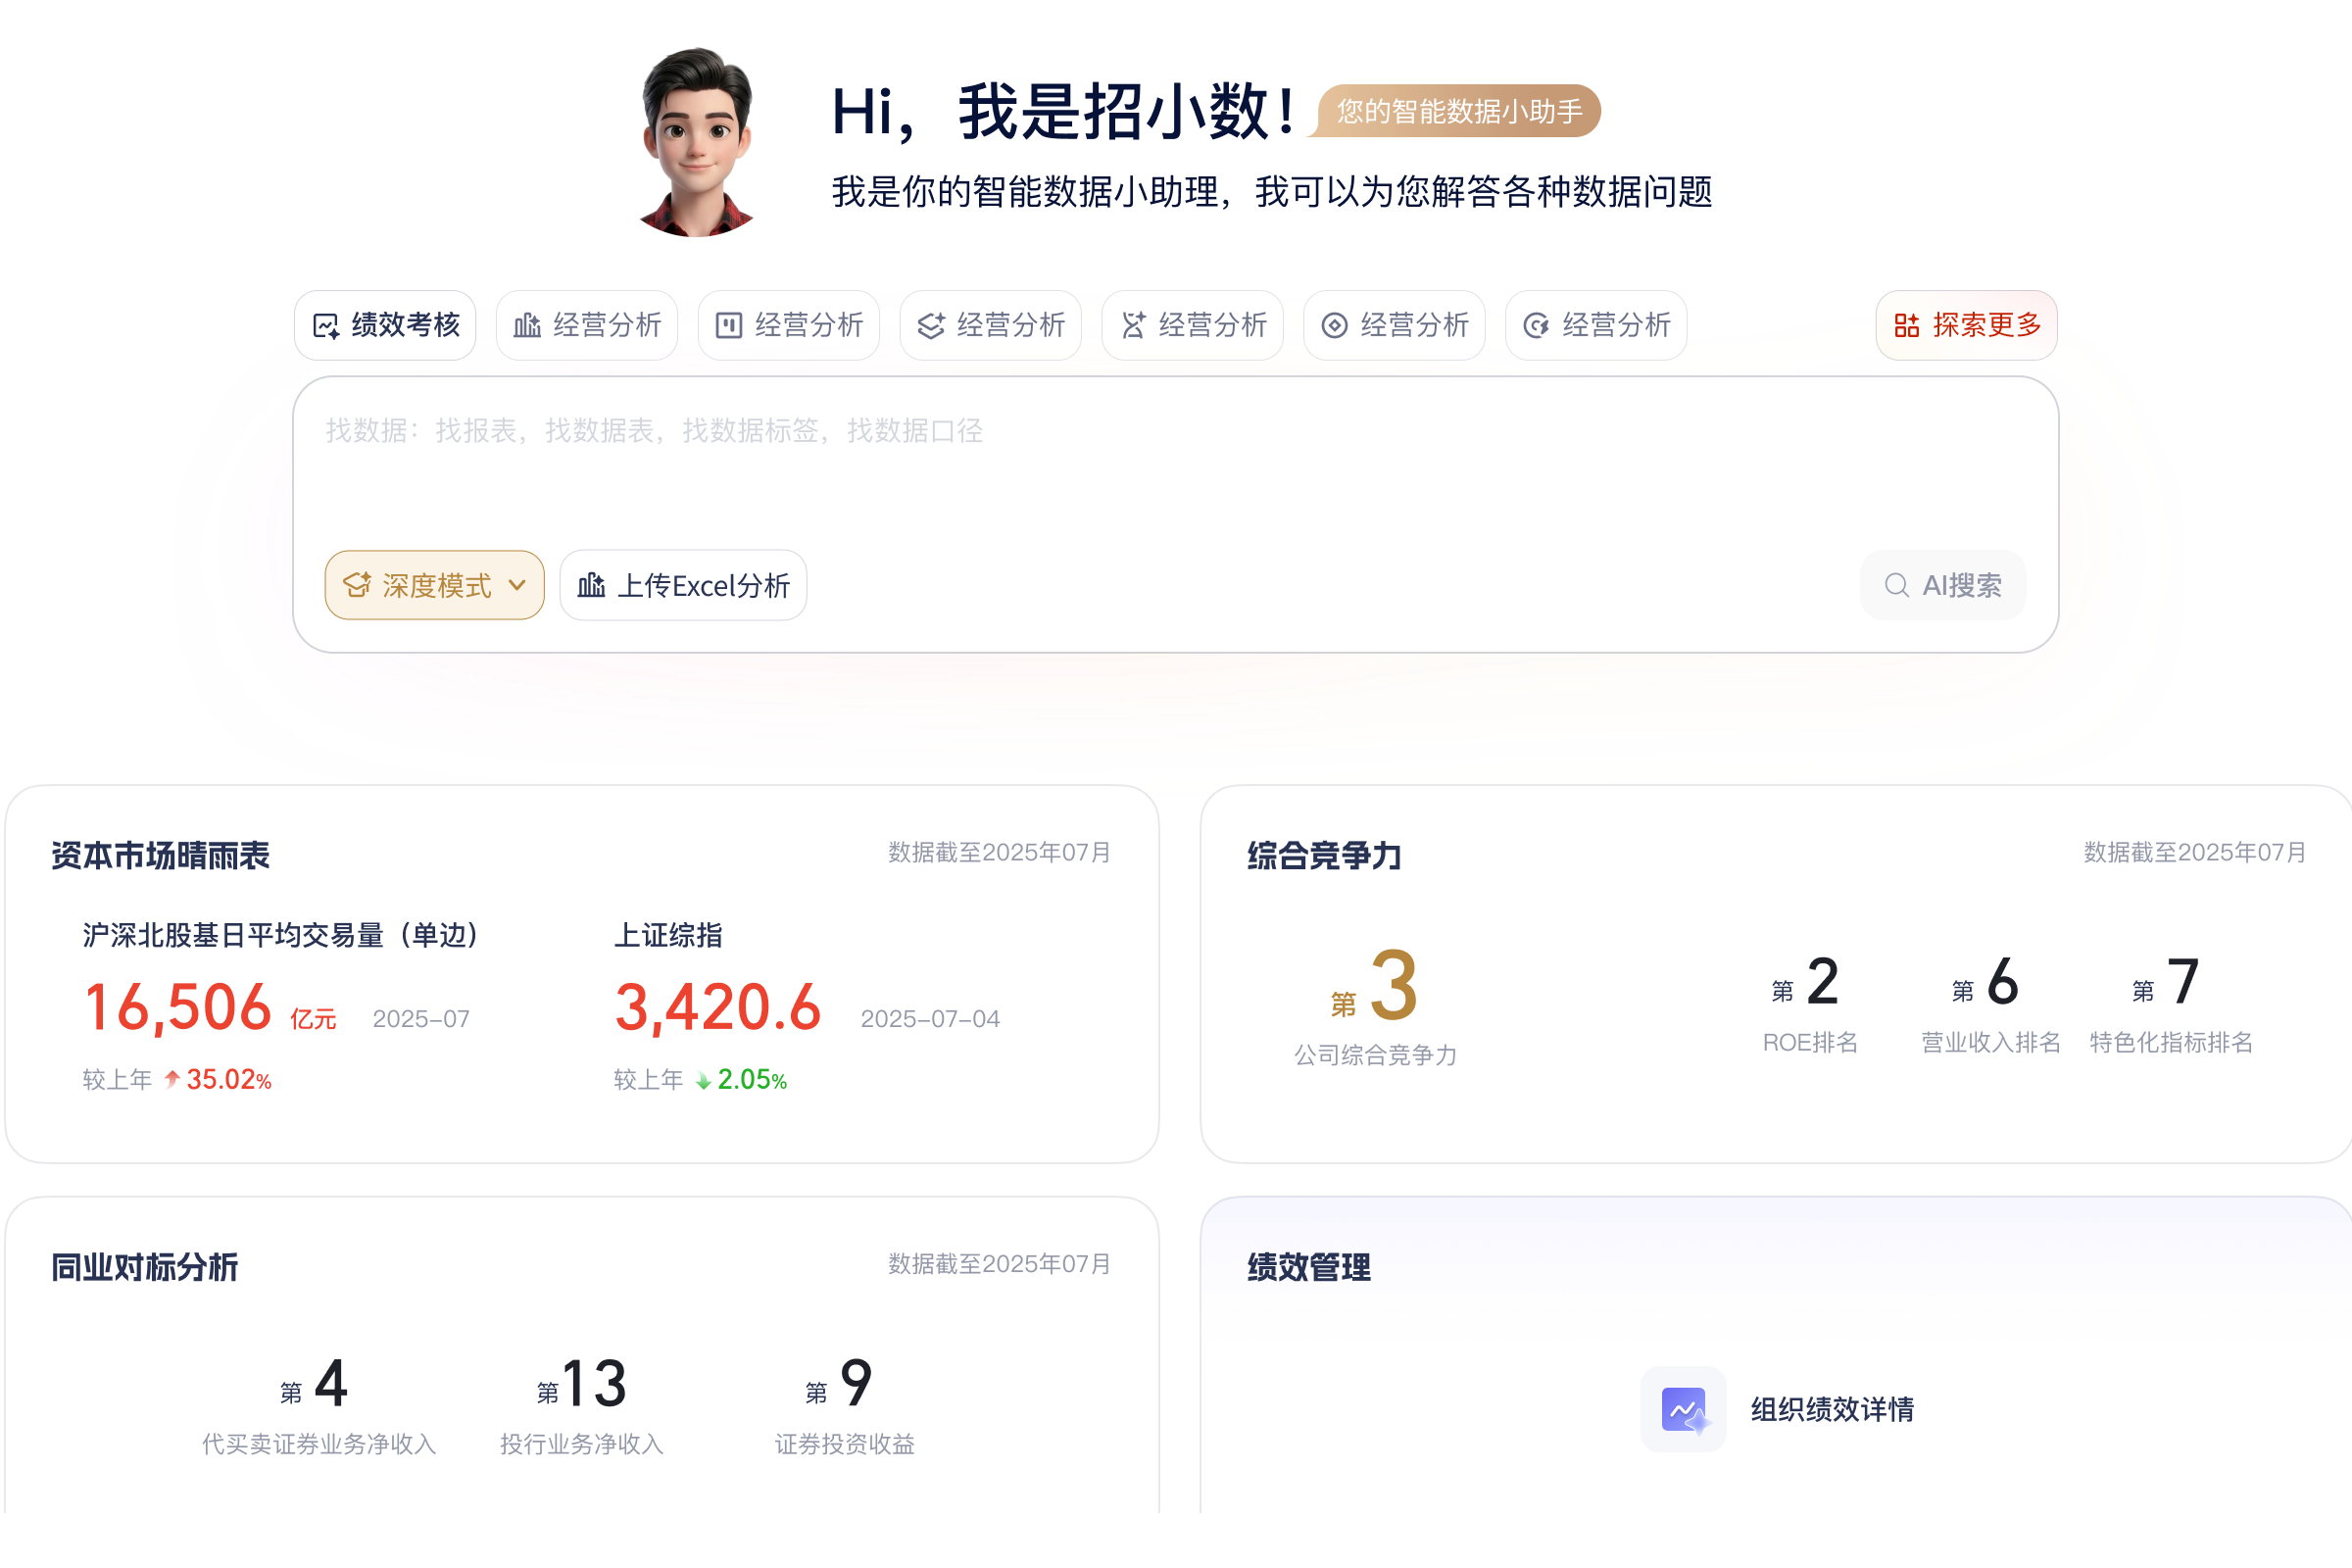 Hi，我是招小数！
您的智能数据小助手
我是你的智能数据小助理，我可以为您解答各种数据问题
绩效考核 经营分析 经营分析 经营分析 经营分析 经营分析 经营分析 探索更多
找数据：找报表，找数据表，找数据标签，找数据口径
深度模式 上传Excel分析 AI搜索
资本市场晴雨表 数据截至2025年07月
沪深北股基日平均交易量（单边）
16,506 亿元 2025-07
较上年 35.02%
上证综指
3,420.6 2025-07-04
较上年 2.05%
综合竞争力 数据截至2025年07月
第 3
公司综合竞争力
第 2
ROE排名
第 6
营业收入排名
第 7
特色化指标排名
同业对标分析 数据截至2025年07月
第 4
代买卖证券业务净收入
第 13
投行业务净收入
第 9
证券投资收益
绩效管理
组织绩效详情